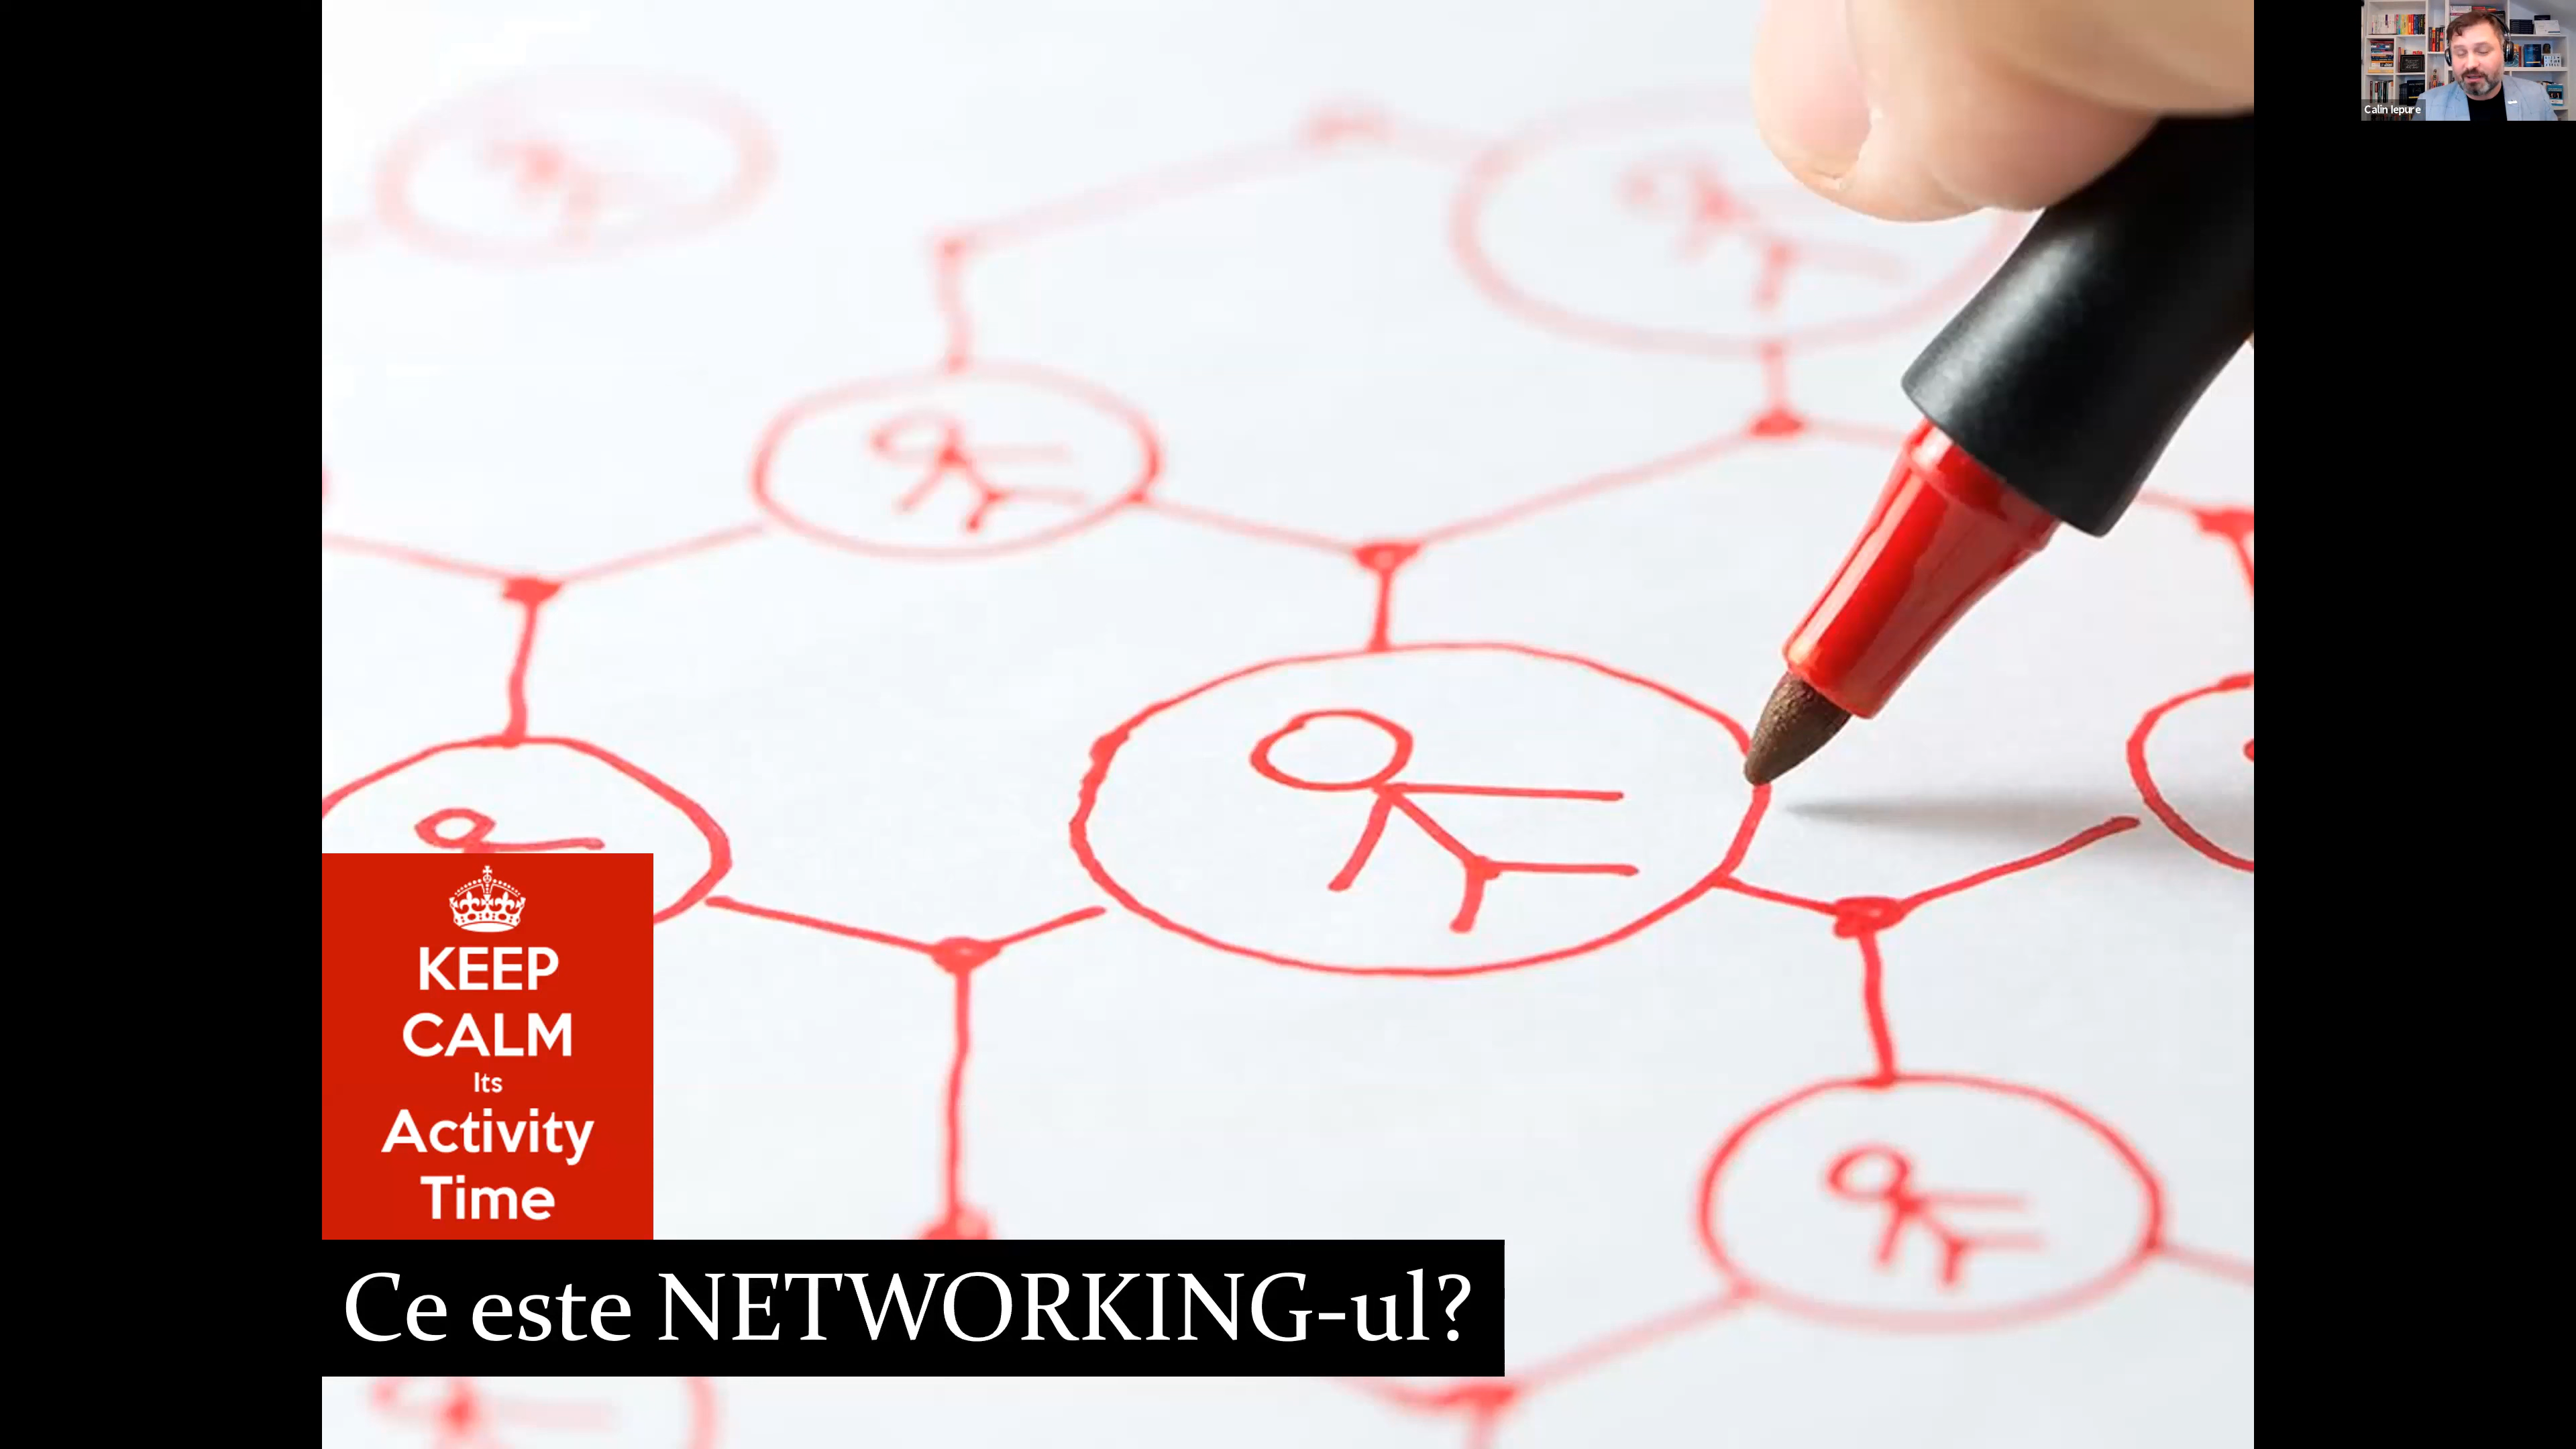 Calin Iepure
KEEP
CALM
Its
Activity
Time
Ce este NETWORKING-ul?